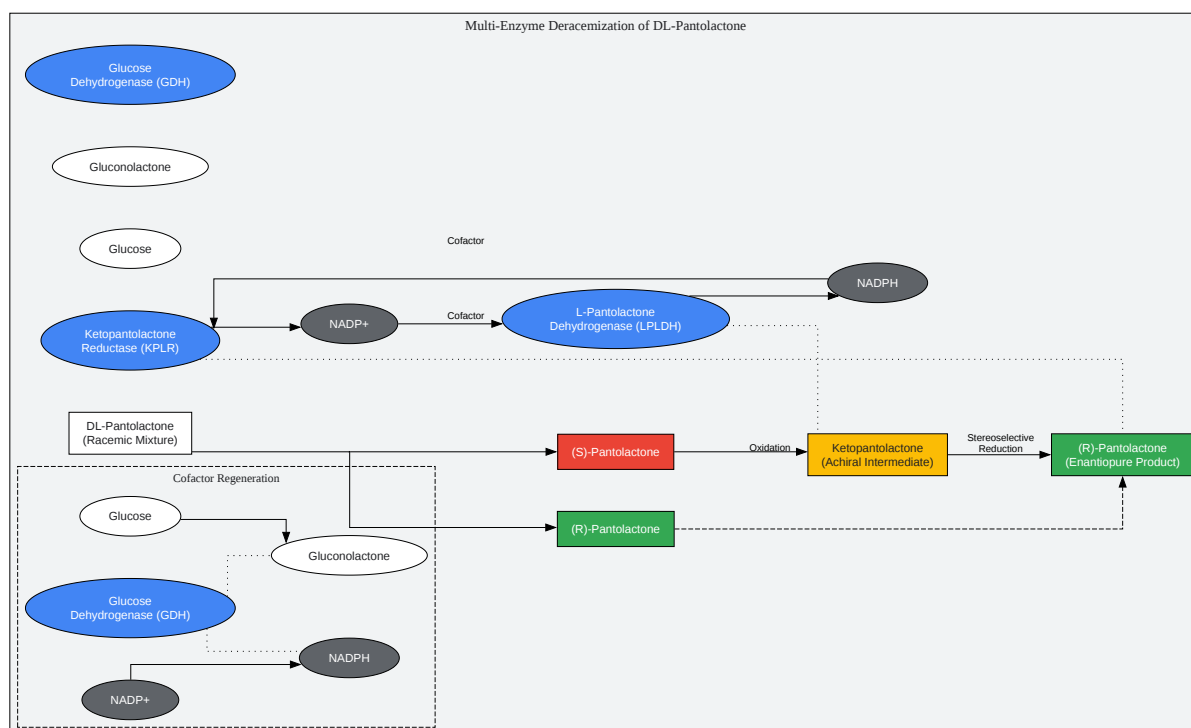 Multi-Enzyme Deracemization of DL-Pantolactone
Glucose
Dehydrogenase (GDH)
Gluconolactone
Glucose
Cofactor
NADPH
Ketopantolactone
Reductase (KPLR)
NADP+
Cofactor
L-Pantolactone
Dehydrogenase (LPLDH)
DL-Pantolactone
(Racemic Mixture)
(S)-Pantolactone
Oxidation
Ketopantolactone
(Achiral Intermediate)
Stereoselective
Reduction
(R)-Pantolactone
(Enantiopure Product)
(R)-Pantolactone
Cofactor Regeneration
Glucose
Gluconolactone
Glucose
Dehydrogenase (GDH)
NADPH
NADP+